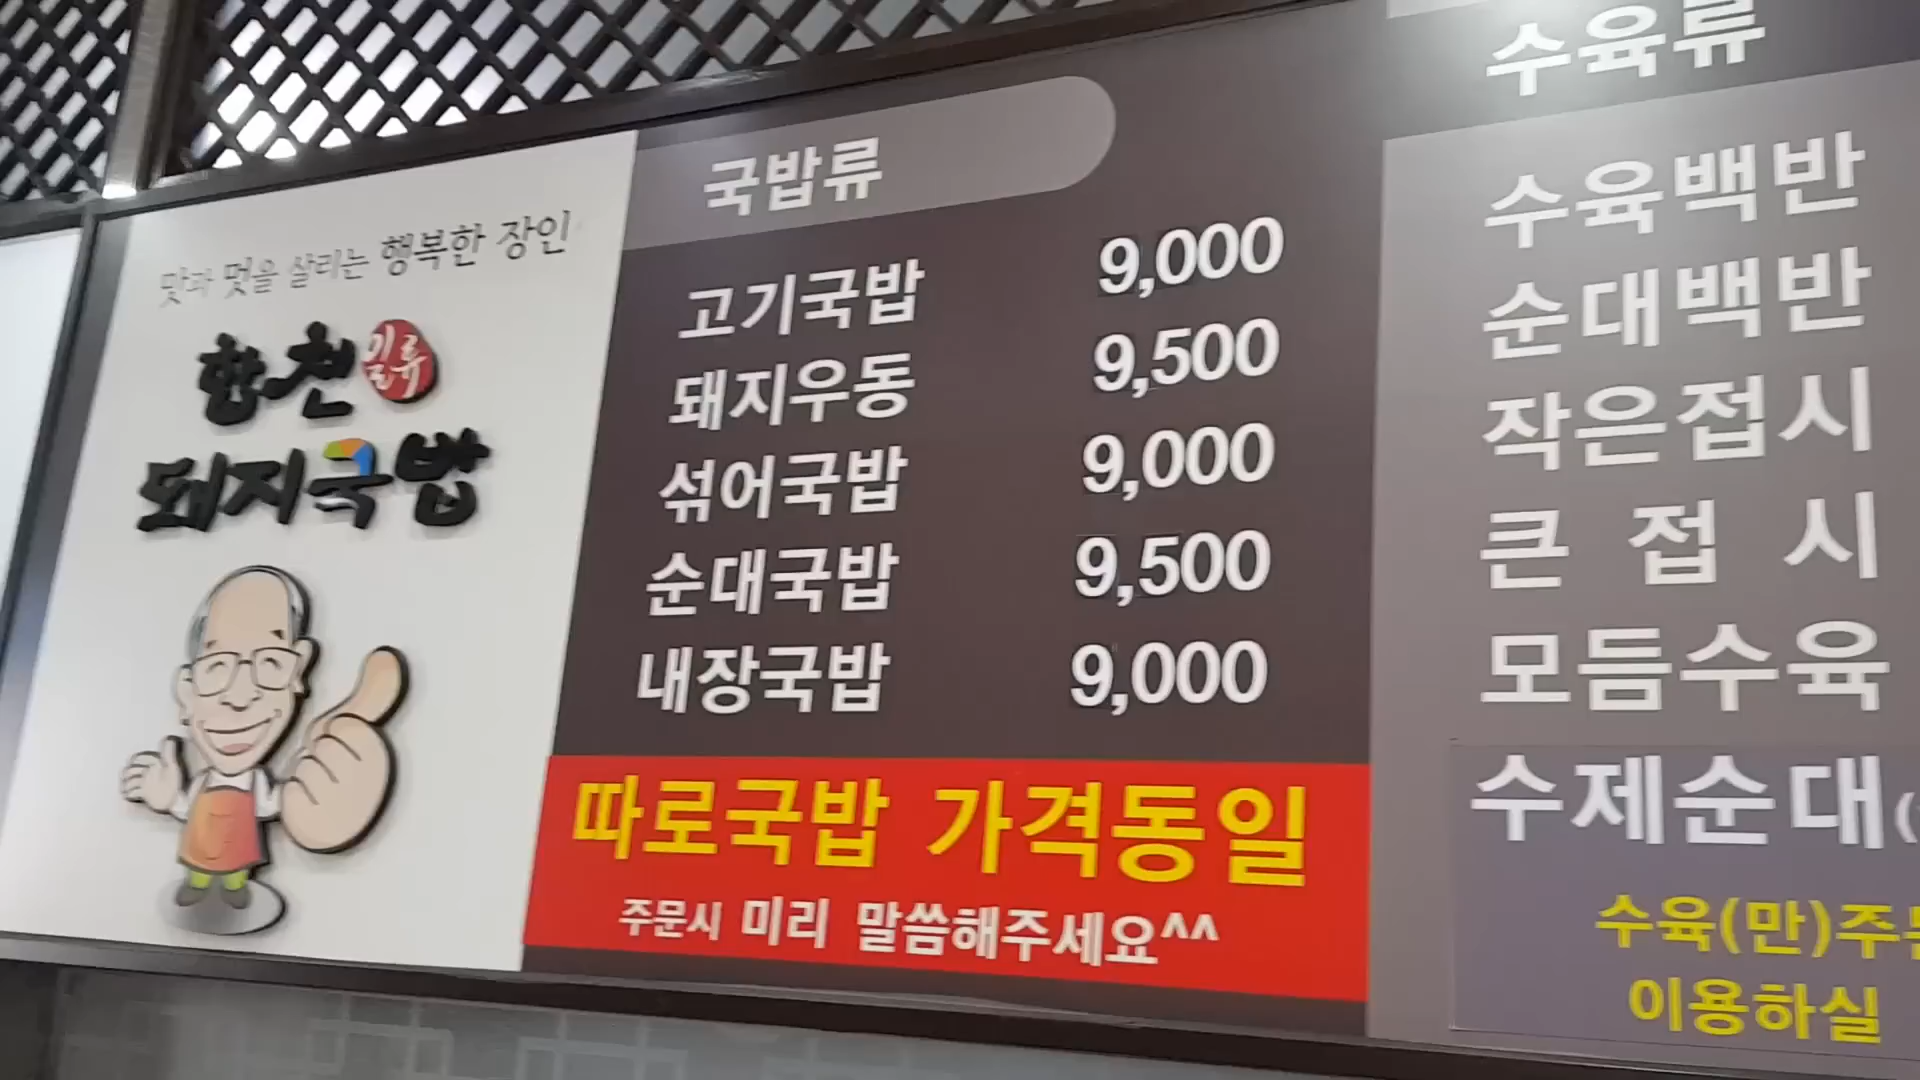 맛과 멋을 살리는 행복한 장인
합천일류
돼지국밥
국밥류
고기국밥 9,000
돼지우동 9,500
섞어국밥 9,000
순대국밥 9,500
내장국밥 9,000
따로국밥 가격동일
주문시 미리 말씀해주세요^^
수육류
수육백반
순대백반
작은접시
큰 접 시
모듬수육
수제순대(
수육(만)주문
이용하실